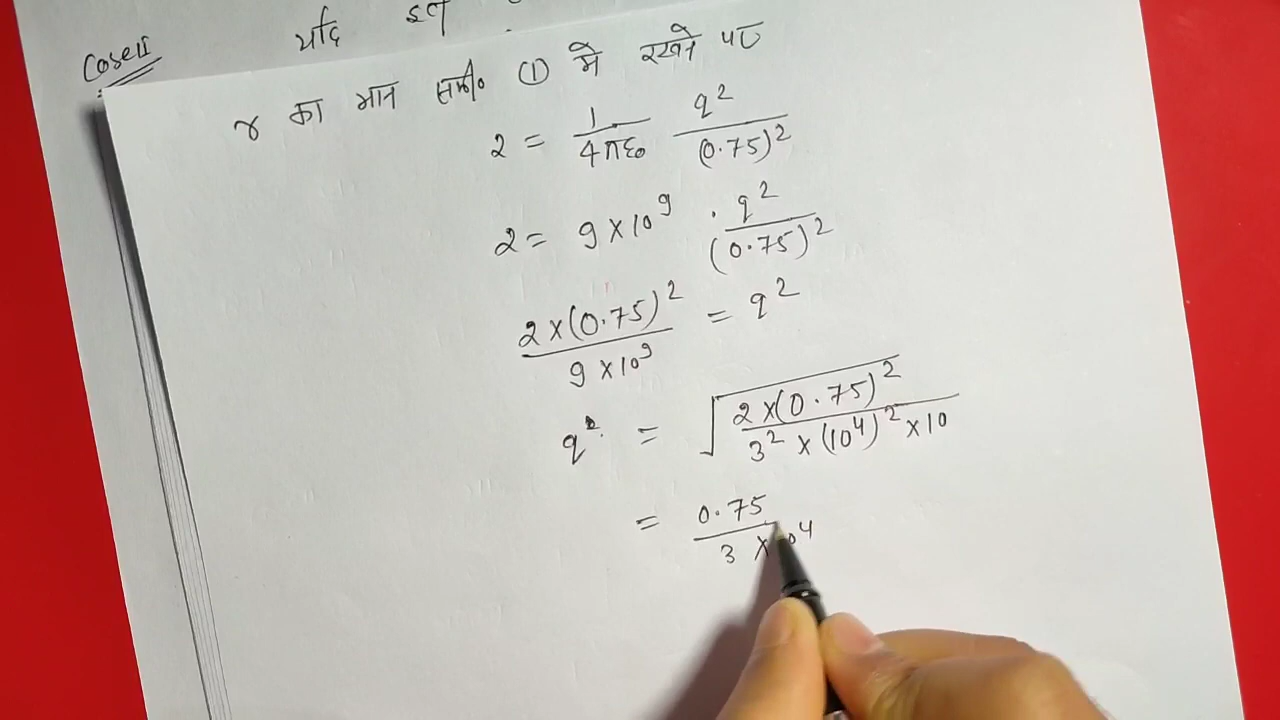 Case II यदि इन
r का मान समी० ① मे रखने पर
2 = 1/4πε₀ q²/(0.75)²
2 = 9×10⁹ · q²/(0.75)²
2×(0.75)²/9×10⁹ = q²
q = √2×(0.75)²/3²×(10⁴)²×10
= 0.75/3×10⁴